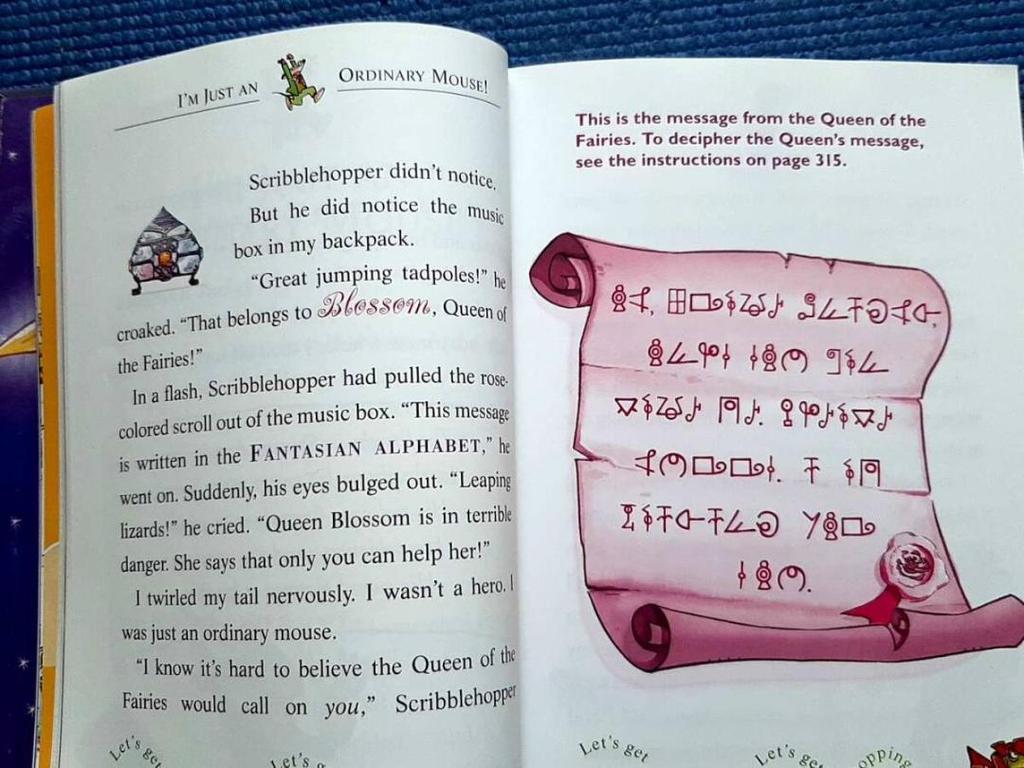 I'M JUST AN ORDINARY MOUSE!
Scribblehopper didn't notice.
But he did notice the music
box in my backpack.
"Great jumping tadpoles!" he
croaked. "That belongs to Blossom, Queen of
the Fairies!"
In a flash, Scribblehopper had pulled the rose-
colored scroll out of the music box. "This message
is written in the FANTASIAN ALPHABET," he
went on. Suddenly, his eyes bulged out. "Leaping
lizards!" he cried. "Queen Blossom is in terrible
danger. She says that only you can help her!"
I twirled my tail nervously. I wasn't a hero. I
was just an ordinary mouse.
"I know it's hard to believe the Queen of the
Fairies would call on you," Scribblehopper
Let's get
Let's g
This is the message from the Queen of the
Fairies. To decipher the Queen's message,
see the instructions on page 315.
Let's get
Let's get
opping